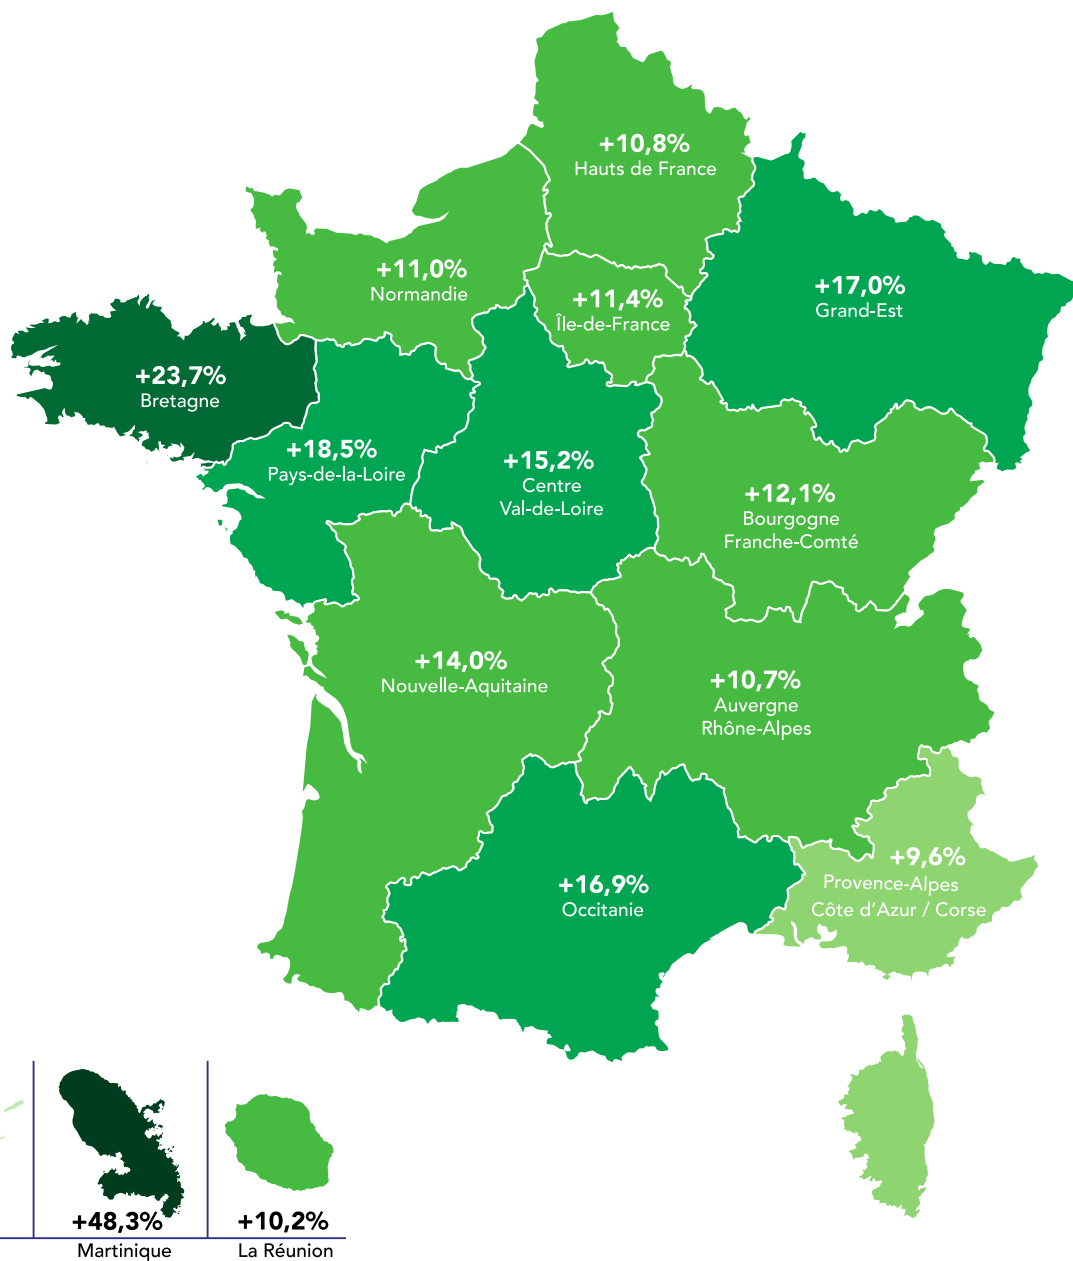 +10,8%
Hauts de France
+11,0%
Normandie
+11,4%
Île-de-France
+17,0%
Grand-Est
+23,7%
Bretagne
+18,5%
Pays-de-la-Loire
+15,2%
Centre
Val-de-Loire
+12,1%
Bourgogne
Franche-Comté
+14,0%
Nouvelle-Aquitaine
+10,7%
Auvergne
Rhône-Alpes
+9,6%
Provence-Alpes
Côte d'Azur / Corse
+16,9%
Occitanie
+48,3%
Martinique
+10,2%
La Réunion